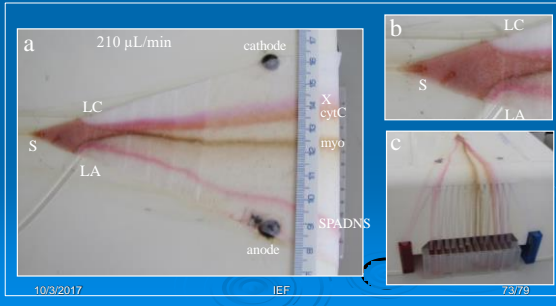 a
210 µL/min
cathode
LC
X
cytC
S
myo
LA
SPADNS
anode
b
LC
S
LA
c
10/3/2017
IEF
73/79